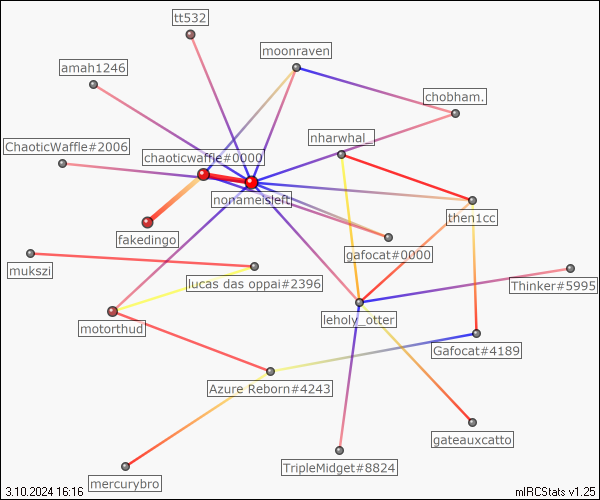 tt532
moonraven
amah1246
chobham.
nharwhal_
ChaoticWaffle#2006
chaoticwaffle#0000
nonameisleft
then1cc
fakedingo
gafocat#0000
mukszi
lucas das oppai#2396
Thinker#5995
motorthud
leholy_otter
Gafocat#4189
Azure Reborn#4243
gateauxcatto
TripleMidget#8824
mercurybro
3.10.2024 16:16
mIRCStats v1.25